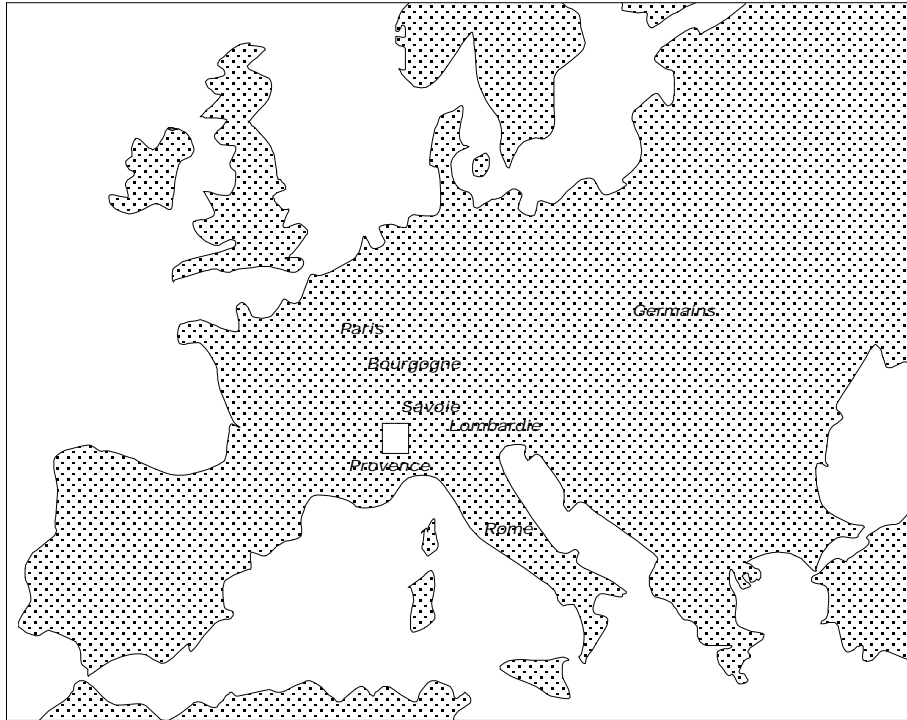 Germains
Paris
Bourgogne
Savoie
Lombardie
Provence
Rome